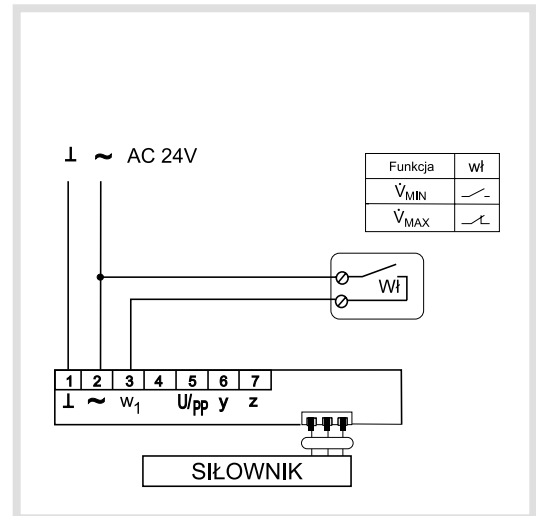 ⊥ ~ AC 24V
Funkcja wł
V̇MIN
V̇MAX
Wł
1 2 3 4 5 6 7
⊥ ~ w1 U/pp y z
SIŁOWNIK